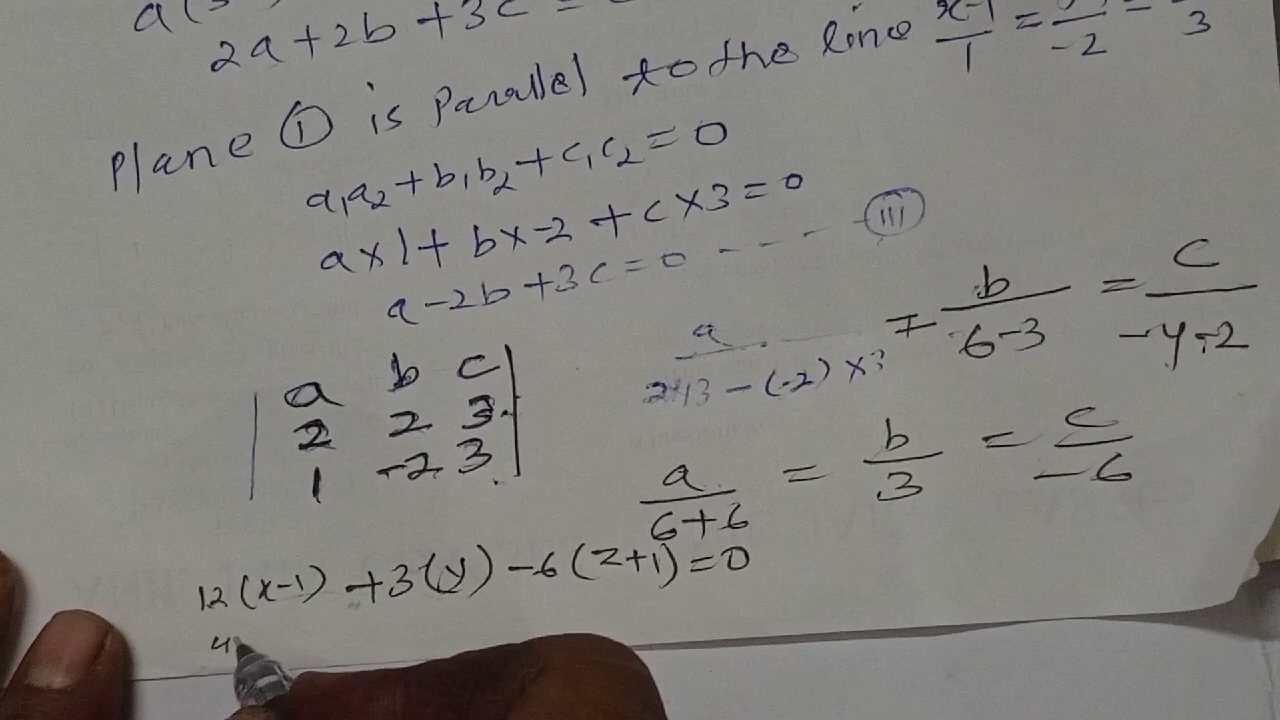 2a+2b+3c=
Plane ① is Parallel to the line x-1/1 = /-2 = /3
a₁a₂+b₁b₂+c₁c₂=0
a×1+b×-2+c×3=0
a-2b+3c=0 ---- (III)
a b c
2 2 3
1 -2 3
a/2×3-(-2)×3 = b/6-3 = c/-4-2
a/6+6 = b/3 = c/-6
12(x-1)+3(y)-6(z+1)=0
4